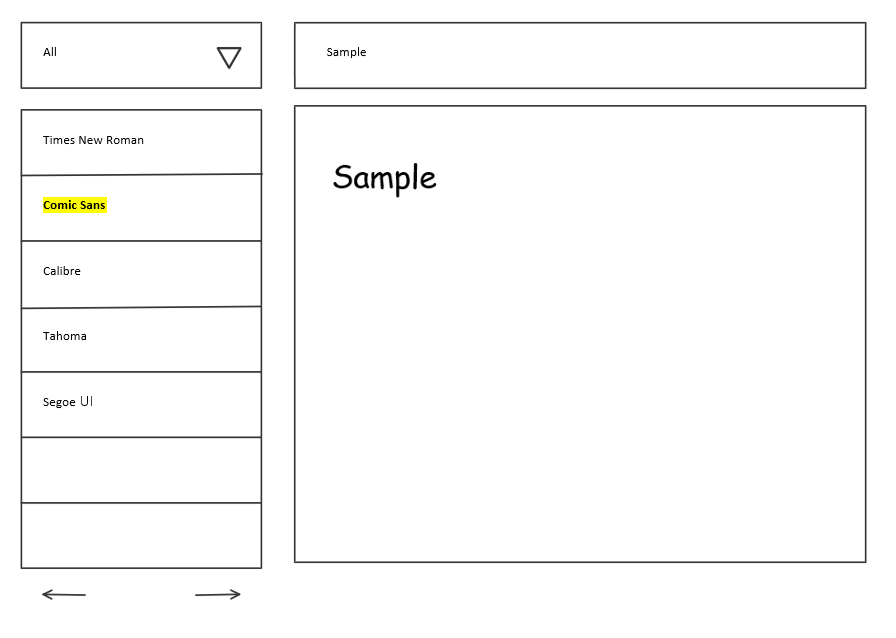 All
Sample
Times New Roman
Comic Sans
Calibre
Tahoma
Segoe UI
Sample